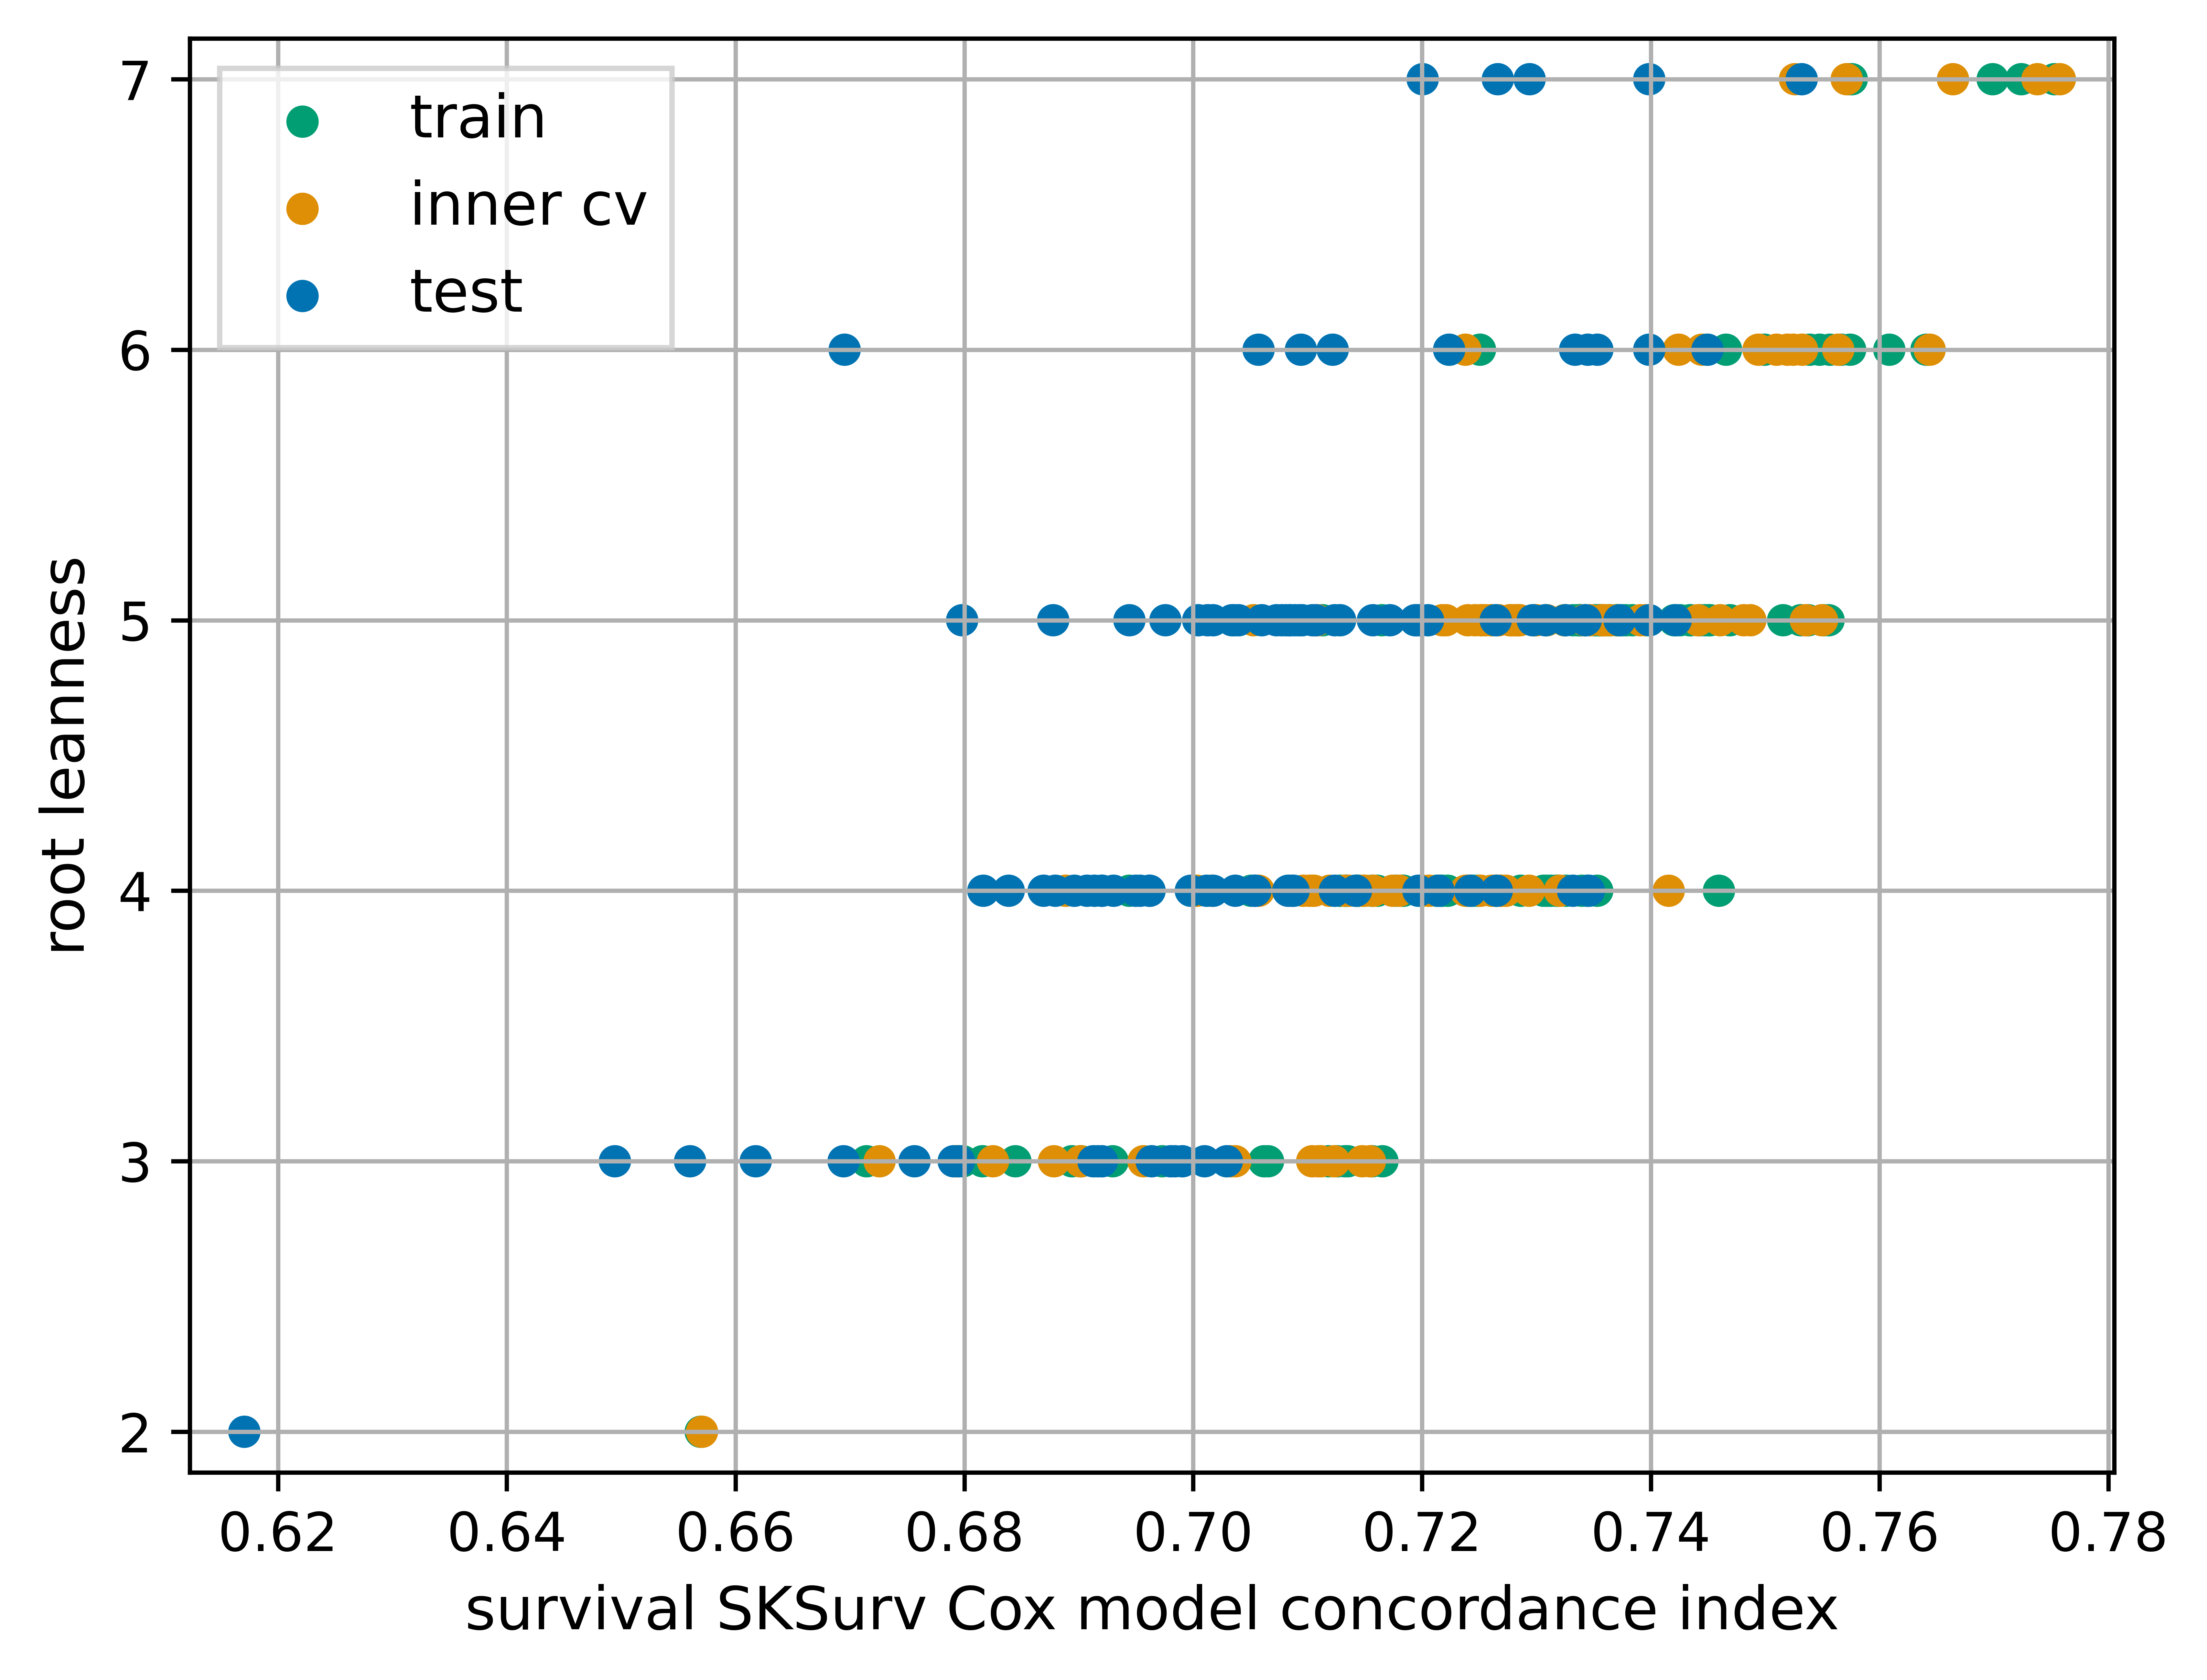 train
inner cv
test
7
6
5
4
3
2
root leanness
0.62 0.64 0.66 0.68 0.70 0.72 0.74 0.76 0.78
survival SKSurv Cox model concordance index